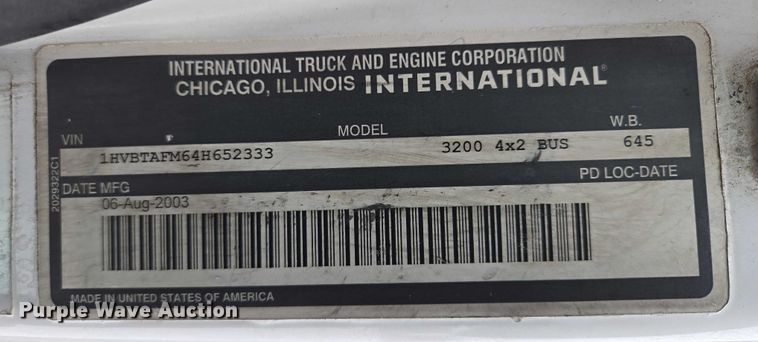 INTERNATIONAL TRUCK AND ENGINE CORPORATION
CHICAGO, ILLINOIS INTERNATIONAL®
VIN MODEL W.B.
1HVBTAFM64H652333 3200 4x2 BUS 645
DATE MFG PD LOC-DATE
06-Aug-2003
MADE IN UNITED STATES OF AMERICA
2029322C1
Purple Wave Auction